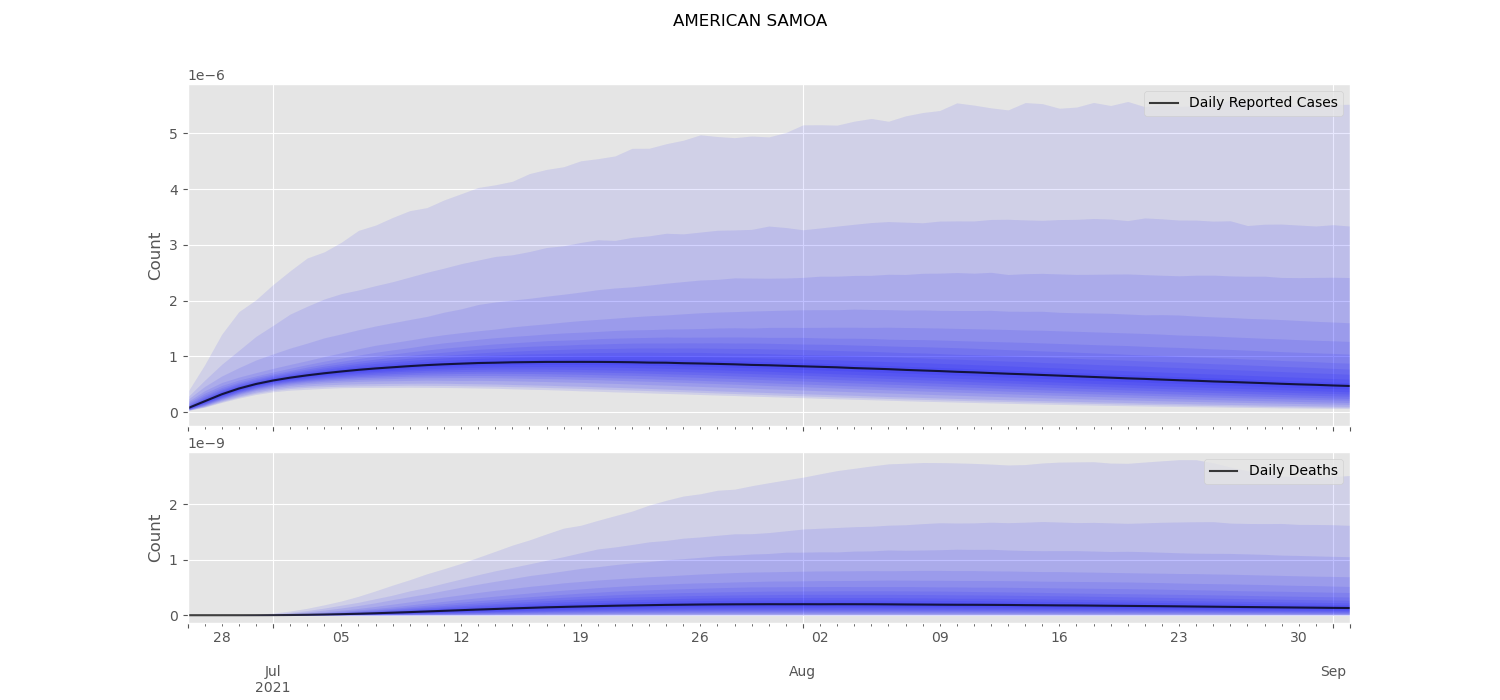 AMERICAN SAMOA
1e−6
Daily Reported Cases
5
4
3
2
1
0
Count
1e−9
Daily Deaths
2
1
0
Count
28 05 12 19 26 02 09 16 23 30
Jul Aug Sep
2021